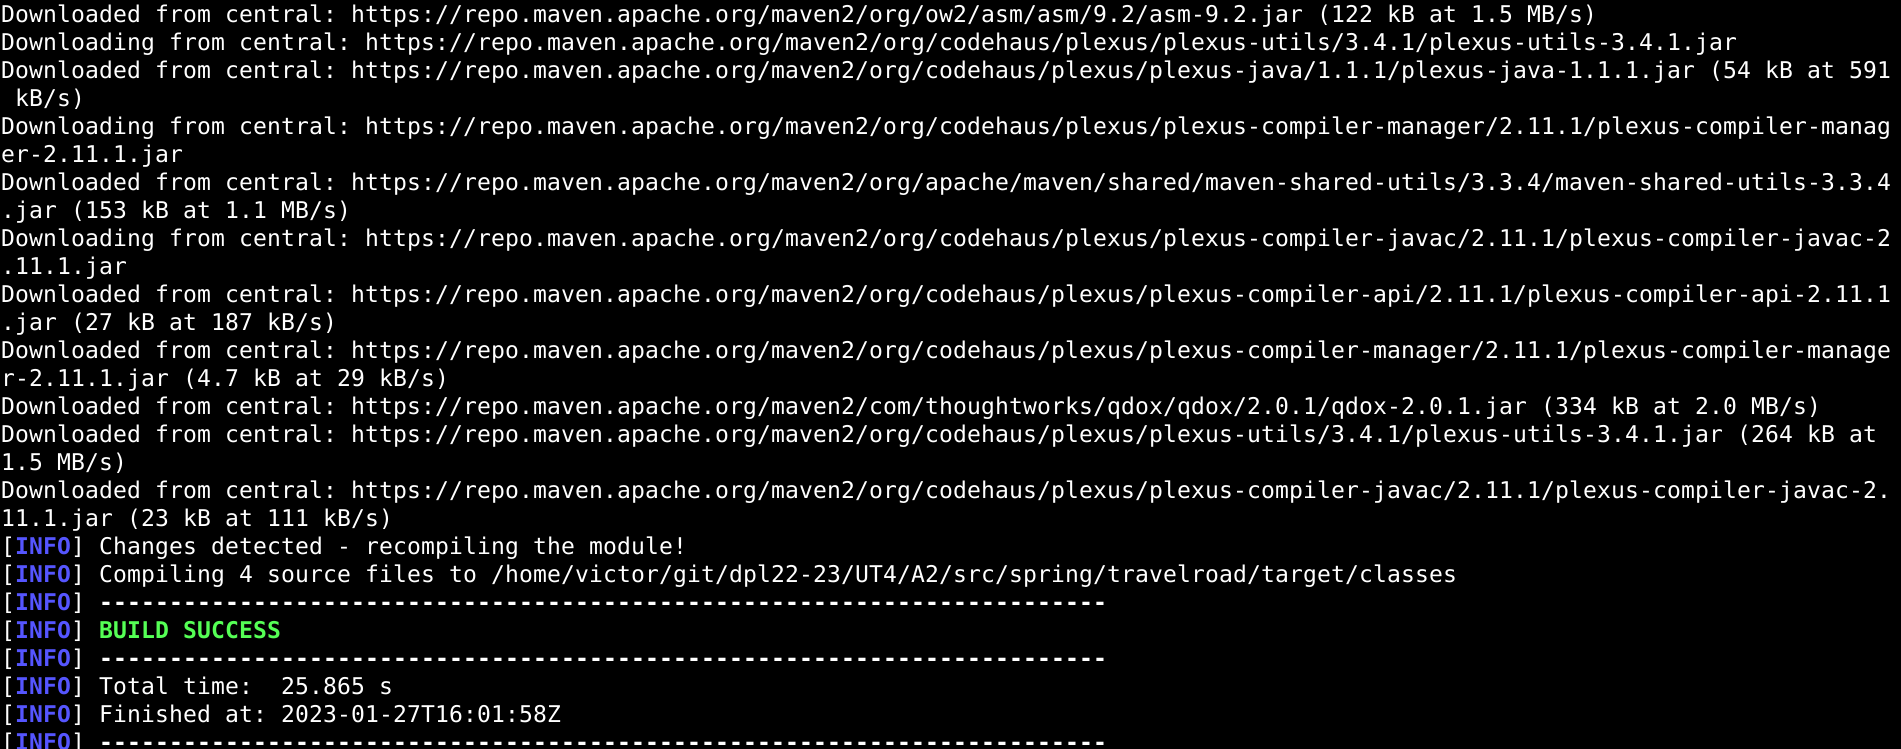 Downloaded from central: https://repo.maven.apache.org/maven2/org/ow2/asm/asm/9.2/asm-9.2.jar (122 kB at 1.5 MB/s)
Downloading from central: https://repo.maven.apache.org/maven2/org/codehaus/plexus/plexus-utils/3.4.1/plexus-utils-3.4.1.jar
Downloaded from central: https://repo.maven.apache.org/maven2/org/codehaus/plexus/plexus-java/1.1.1/plexus-java-1.1.1.jar (54 kB at 591
 kB/s)
Downloading from central: https://repo.maven.apache.org/maven2/org/codehaus/plexus/plexus-compiler-manager/2.11.1/plexus-compiler-manag
er-2.11.1.jar
Downloaded from central: https://repo.maven.apache.org/maven2/org/apache/maven/shared/maven-shared-utils/3.3.4/maven-shared-utils-3.3.4
.jar (153 kB at 1.1 MB/s)
Downloading from central: https://repo.maven.apache.org/maven2/org/codehaus/plexus/plexus-compiler-javac/2.11.1/plexus-compiler-javac-2
.11.1.jar
Downloaded from central: https://repo.maven.apache.org/maven2/org/codehaus/plexus/plexus-compiler-api/2.11.1/plexus-compiler-api-2.11.1
.jar (27 kB at 187 kB/s)
Downloaded from central: https://repo.maven.apache.org/maven2/org/codehaus/plexus/plexus-compiler-manager/2.11.1/plexus-compiler-manage
r-2.11.1.jar (4.7 kB at 29 kB/s)
Downloaded from central: https://repo.maven.apache.org/maven2/com/thoughtworks/qdox/qdox/2.0.1/qdox-2.0.1.jar (334 kB at 2.0 MB/s)
Downloaded from central: https://repo.maven.apache.org/maven2/org/codehaus/plexus/plexus-utils/3.4.1/plexus-utils-3.4.1.jar (264 kB at
1.5 MB/s)
Downloaded from central: https://repo.maven.apache.org/maven2/org/codehaus/plexus/plexus-compiler-javac/2.11.1/plexus-compiler-javac-2.
11.1.jar (23 kB at 111 kB/s)
[INFO] Changes detected - recompiling the module!
[INFO] Compiling 4 source files to /home/victor/git/dpl22-23/UT4/A2/src/spring/travelroad/target/classes
[INFO] ------------------------------------------------------------------------
[INFO] BUILD SUCCESS
[INFO] ------------------------------------------------------------------------
[INFO] Total time:  25.865 s
[INFO] Finished at: 2023-01-27T16:01:58Z
[INFO] ------------------------------------------------------------------------